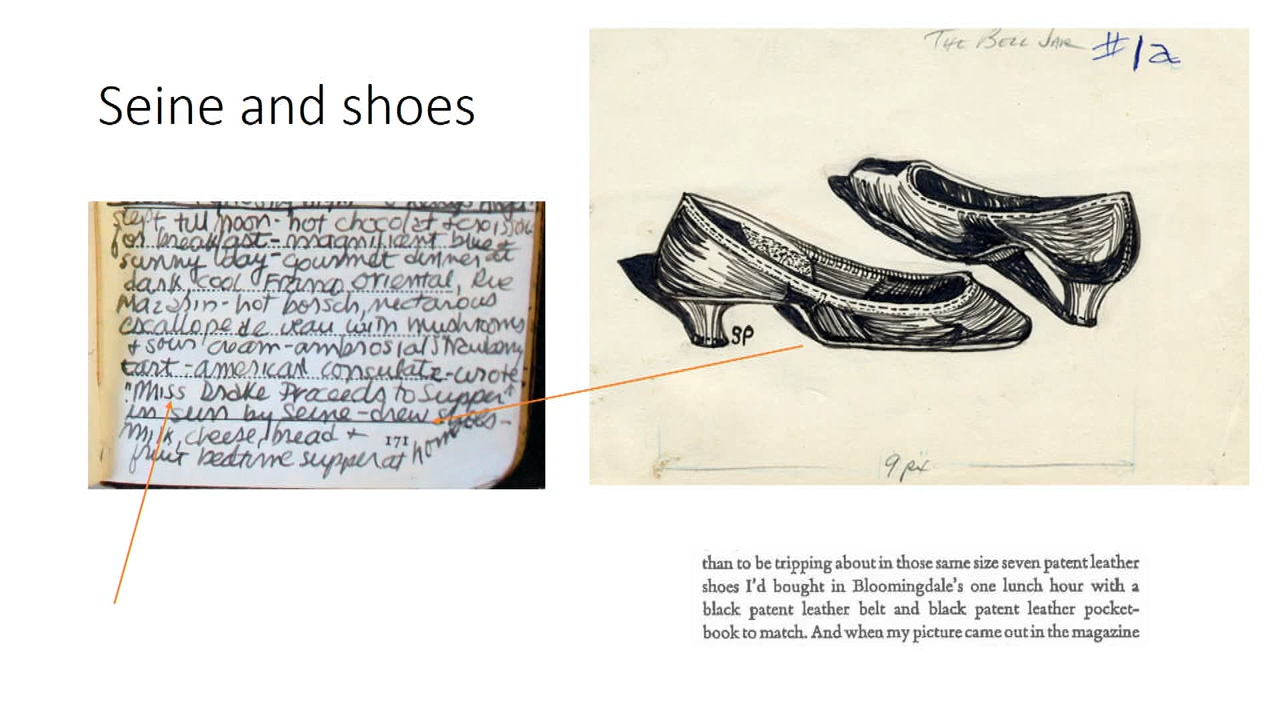 Seine and shoes
slept till noon - hot chocolat & croissant
for breakfast - magnificent blue &
sunny day - gourmet dinner at
dark, cool Franco Oriental, Rue
Mazarin - hot borsch, nectarous
escallope de veau with mushrooms
& sour cream - ambrosial strawberry
tart - american consulate - wrote
"Miss Drake Proceeds to Supper"
in sun by Seine - drew shoes -
milk, cheese, bread &
fruit bedtime supper at home
171
THE BELL JAR #1a
SP
9 pix
than to be tripping about in those same size seven patent leather
shoes I'd bought in Bloomingdale's one lunch hour with a
black patent leather belt and black patent leather pocket-
book to match. And when my picture came out in the magazine